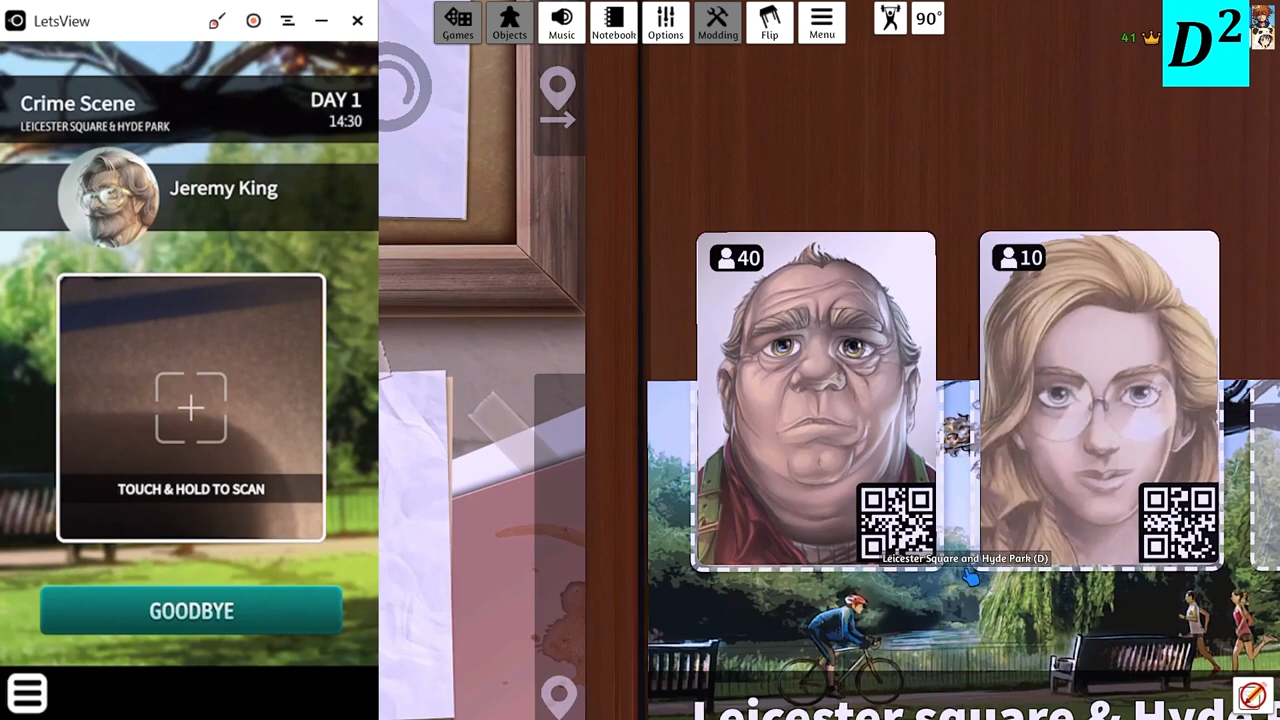 LetsView
Games
Objects
Music
Notebook
Options
Modding
Flip
Menu
90°
41
D²
Crime Scene
LEICESTER SQUARE & HYDE PARK
DAY 1
14:30
Jeremy King
TOUCH & HOLD TO SCAN
GOODBYE
40
10
Leicester Square and Hyde Park (D)
Leicester square & Hyde